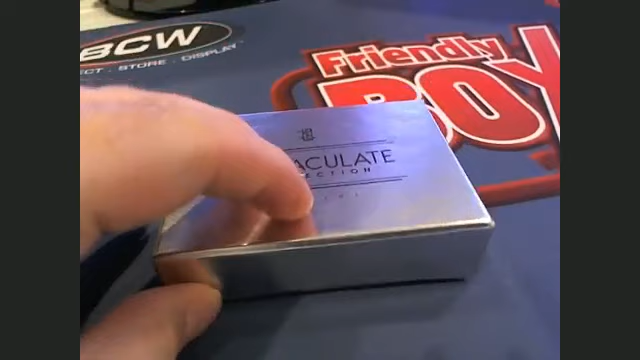 BCW
ECT · STORE · DISPLAY
Friendly
BOY
ACULATE
ECTION